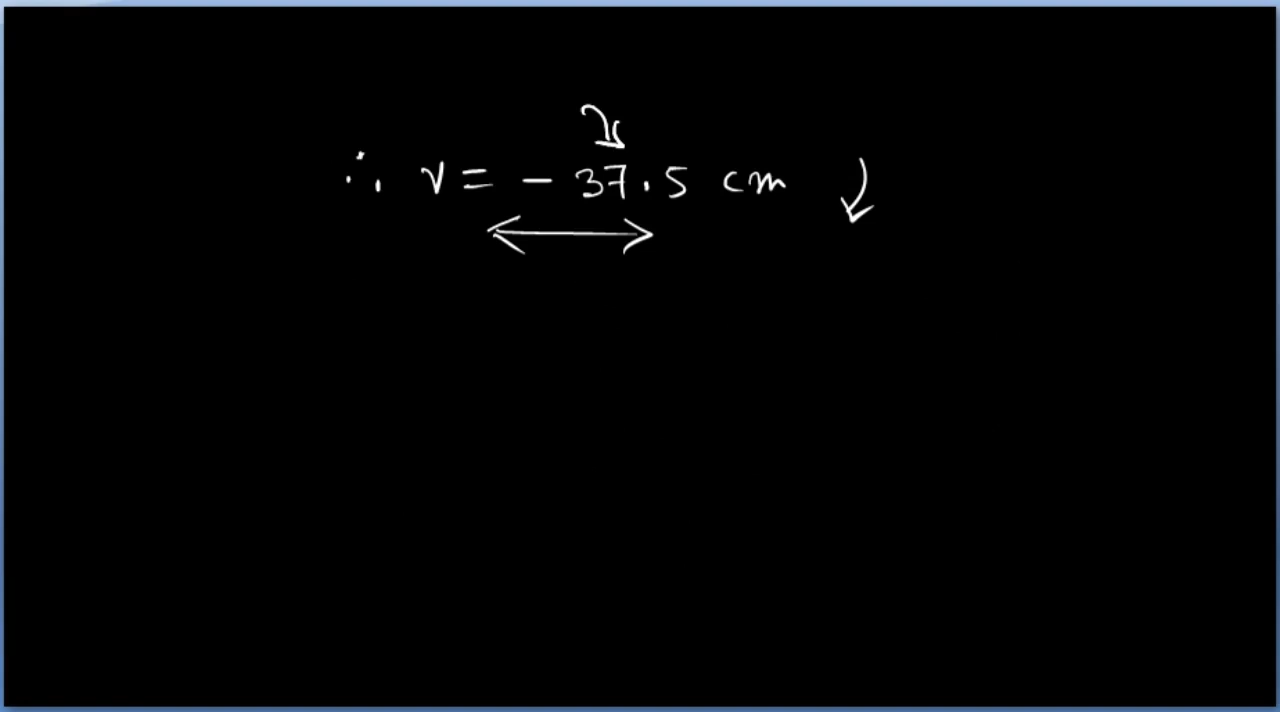 ∴ v = - 37.5 cm